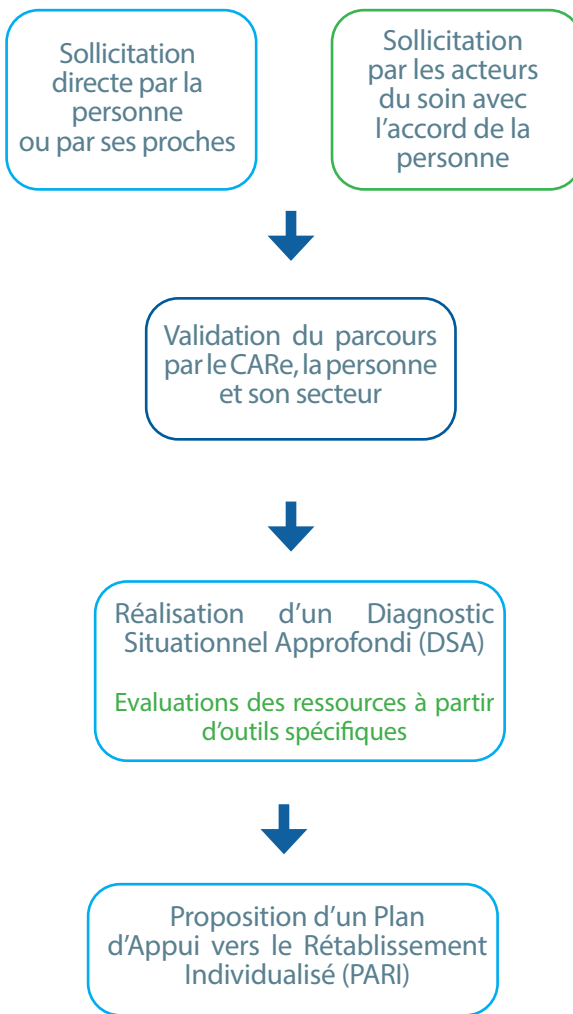 Sollicitation
directe par la
personne
ou par ses proches
Sollicitation
par les acteurs
du soin avec
l'accord de la
personne
Validation du parcours
par le CARe, la personne
et son secteur
Réalisation d'un Diagnostic
Situationnel Approfondi (DSA)
Evaluations des ressources à partir
d'outils spécifiques
Proposition d'un Plan
d'Appui vers le Rétablissement
Individualisé (PARI)